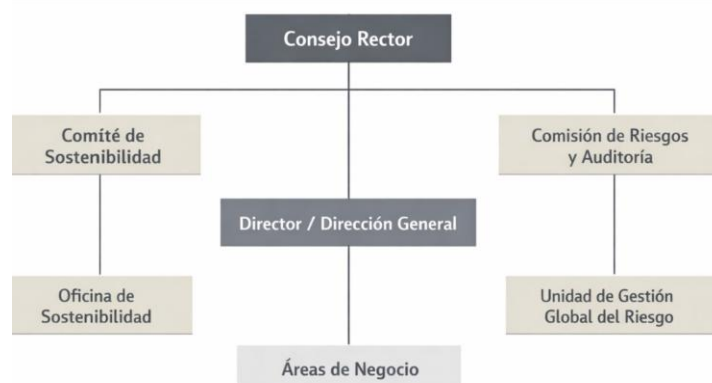 Consejo Rector
Comité de
Sostenibilidad
Comisión de Riesgos
y Auditoría
Director / Dirección General
Oficina de
Sostenibilidad
Unidad de Gestión
Global del Riesgo
Áreas de Negocio